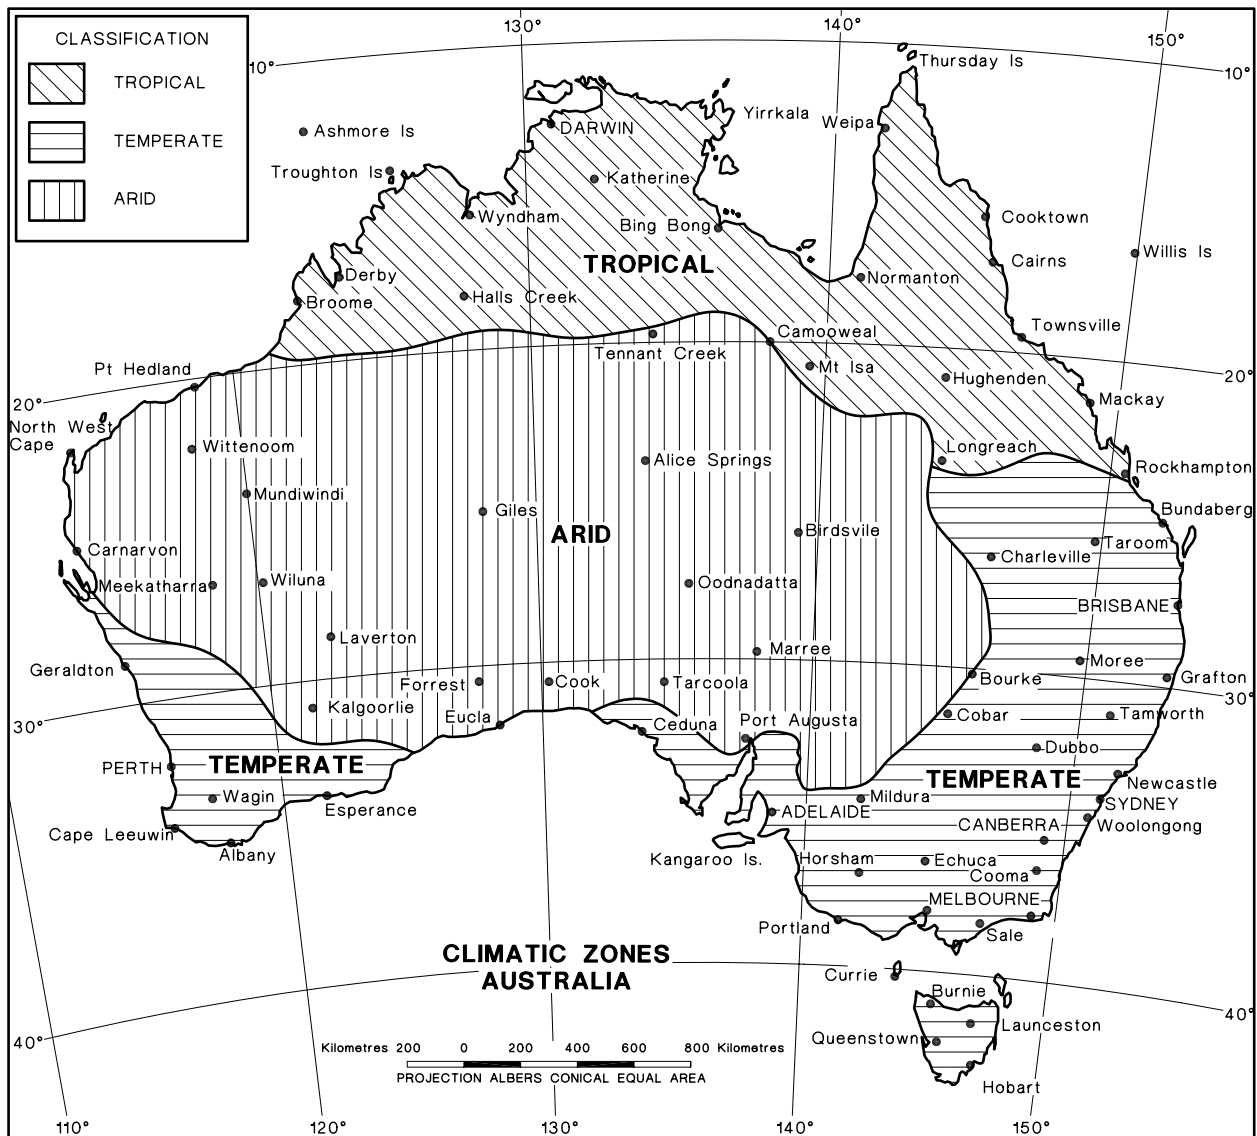 130°
140°
150°
CLASSIFICATION
TROPICAL
TEMPERATE
ARID
10°
10°
Thursday Is
Ashmore Is
Troughton Is
DARWIN
Yirrkala
Weipa
Katherine
Wyndham
Bing Bong
Cooktown
Willis Is
TROPICAL
Cairns
Derby
Normanton
Broome
Halls Creek
Townsville
Camooweal
Tennant Creek
Pt Hedland
Mt Isa
Hughenden
20°
20°
Mackay
North West
Cape
Wittenoom
Longreach
Alice Springs
Rockhampton
Mundiwindi
Giles
Bundaberg
ARID
Birdsvile
Taroom
Carnarvon
Charleville
Meekatharra
Wiluna
Oodnadatta
BRISBANE
Laverton
Marree
Moree
Geraldton
Forrest
Cook
Tarcoola
Bourke
Grafton
30°
30°
Kalgoorlie
Eucla
Ceduna
Port Augusta
Cobar
Tamworth
Dubbo
PERTH
TEMPERATE
TEMPERATE
Newcastle
Wagin
Esperance
Mildura
SYDNEY
ADELAIDE
CANBERRA
Woolongong
Cape Leeuwin
Albany
Kangaroo Is.
Horsham
Echuca
Cooma
MELBOURNE
Portland
Sale
CLIMATIC ZONES
AUSTRALIA
Currie
Burnie
40°
40°
Launceston
Queenstown
Kilometres 200 0 200 400 600 800 Kilometres
PROJECTION ALBERS CONICAL EQUAL AREA
Hobart
110°
120°
130°
140°
150°